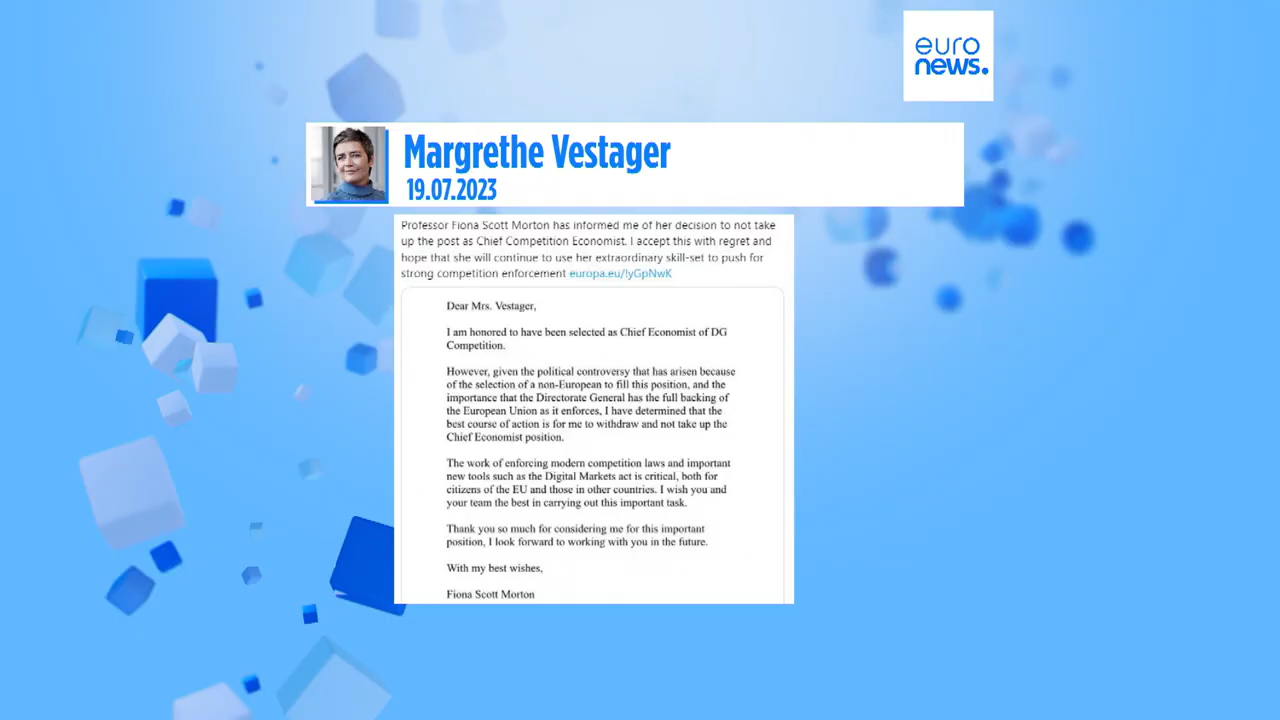 euro
news.
Margrethe Vestager
19.07.2023
Professor Fiona Scott Morton has informed me of her decision to not take
up the post as Chief Competition Economist. I accept this with regret and
hope that she will continue to use her extraordinary skill-set to push for
strong competition enforcement europa.eu/!yGpNwK
Dear Mrs. Vestager,
I am honored to have been selected as Chief Economist of DG
Competition.
However, given the political controversy that has arisen because
of the selection of a non-European to fill this position, and the
importance that the Directorate General has the full backing of
the European Union as it enforces, I have determined that the
best course of action is for me to withdraw and not take up the
Chief Economist position.
The work of enforcing modern competition laws and important
new tools such as the Digital Markets act is critical, both for
citizens of the EU and those in other countries. I wish you and
your team the best in carrying out this important task.
Thank you so much for considering me for this important
position, I look forward to working with you in the future.
With my best wishes,
Fiona Scott Morton